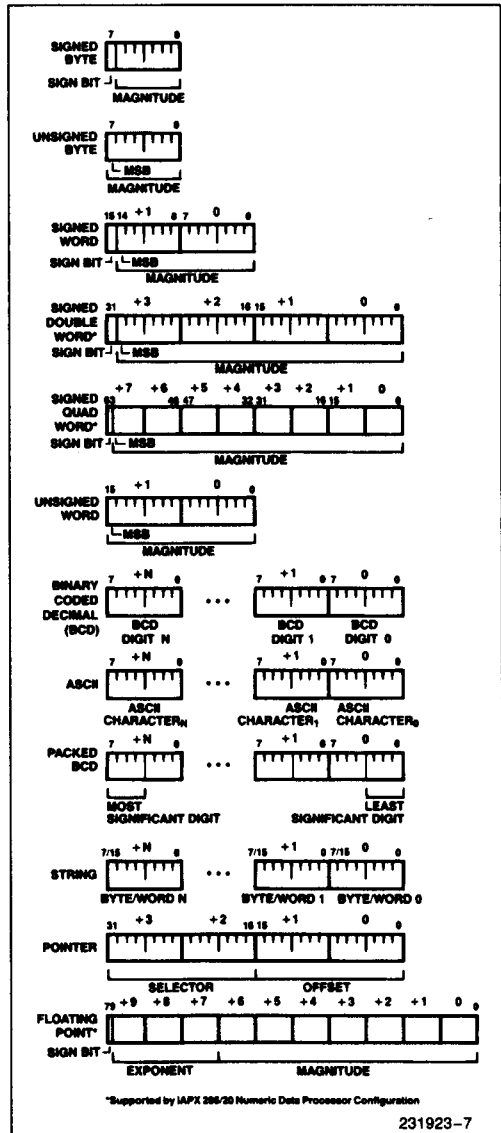 7 0
SIGNED BYTE
SIGN BIT MAGNITUDE
7 0
UNSIGNED BYTE
MSB
MAGNITUDE
15 14 +1 8 7 0 0
SIGNED WORD
SIGN BIT MSB
MAGNITUDE
31 +3 +2 16 15 +1 0 0
SIGNED DOUBLE WORD*
SIGN BIT MSB
MAGNITUDE
+7 +6 +5 +4 +3 +2 +1 0
63 48 47 32 31 16 15 0
SIGNED QUAD WORD*
SIGN BIT MSB
MAGNITUDE
15 +1 0 0
UNSIGNED WORD
MSB
MAGNITUDE
7 +N 0 7 +1 0 7 0 0
BINARY CODED DECIMAL (BCD)
•••
BCD DIGIT N BCD DIGIT 1 BCD DIGIT 0
7 +N 0 7 +1 0 7 0 0
ASCII •••
ASCII CHARACTERN ASCII CHARACTER1 ASCII CHARACTER0
7 +N 0 7 +1 0 7 0 0
PACKED BCD •••
MOST SIGNIFICANT DIGIT LEAST SIGNIFICANT DIGIT
7/15 +N 0 7/15 +1 0 7/15 0 0
STRING •••
BYTE/WORD N BYTE/WORD 1 BYTE/WORD 0
31 +3 +2 16 15 +1 0 0
POINTER
SELECTOR OFFSET
79 +9 +8 +7 +6 +5 +4 +3 +2 +1 0 0
FLOATING POINT*
SIGN BIT
EXPONENT MAGNITUDE
*Supported by iAPX 286/20 Numeric Data Processor Configuration
231923-7